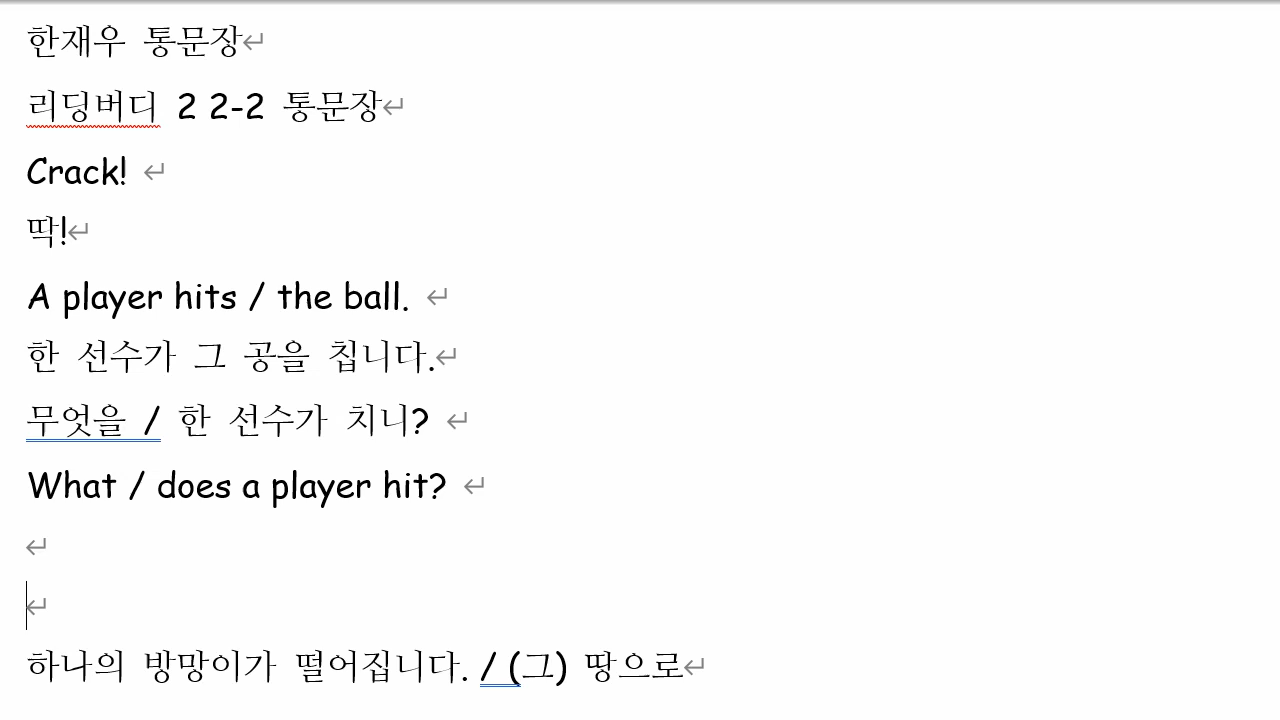 한재우 통문장
리딩버디 2 2-2 통문장
Crack!
딱!
A player hits / the ball.
한 선수가 그 공을 칩니다.
무엇을 / 한 선수가 치니?
What / does a player hit?
하나의 방망이가 떨어집니다. / (그) 땅으로